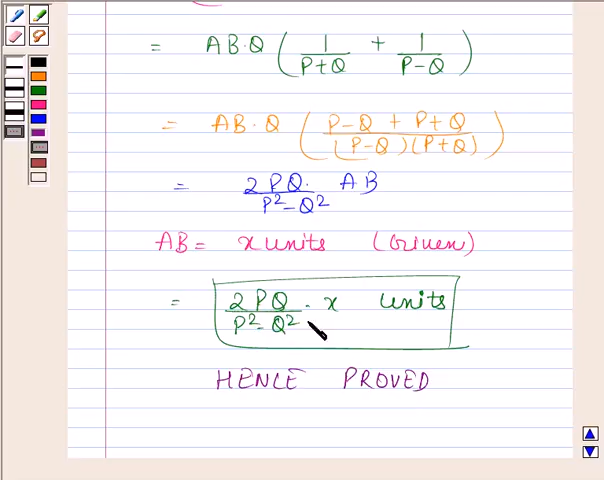 = AB·Q ( 1/(P+Q) + 1/(P-Q) )
= AB·Q ( (P-Q + P+Q)/((P-Q)(P+Q)) )
= 2PQ/(P²-Q²) · AB
AB = x units (Given)
= 2PQ/(P²-Q²) · x units
HENCE PROVED